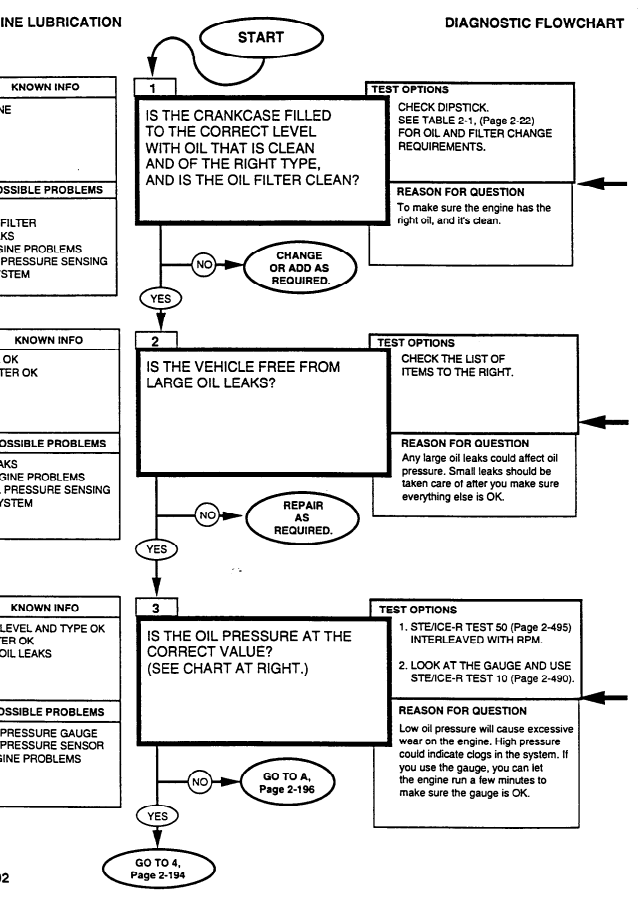 INE LUBRICATION
DIAGNOSTIC FLOWCHART
START
KNOWN INFO
NE
OSSIBLE PROBLEMS
FILTER
KS
GINE PROBLEMS
PRESSURE SENSING
STEM
1
IS THE CRANKCASE FILLED
TO THE CORRECT LEVEL
WITH OIL THAT IS CLEAN
AND OF THE RIGHT TYPE,
AND IS THE OIL FILTER CLEAN?
TEST OPTIONS
CHECK DIPSTICK.
SEE TABLE 2-1, (Page 2-22)
FOR OIL AND FILTER CHANGE
REQUIREMENTS.
REASON FOR QUESTION
To make sure the engine has the
right oil, and it's clean.
NO
CHANGE
OR ADD AS
REQUIRED.
YES
KNOWN INFO
OK
TER OK
OSSIBLE PROBLEMS
AKS
GINE PROBLEMS
PRESSURE SENSING
YSTEM
2
IS THE VEHICLE FREE FROM
LARGE OIL LEAKS?
TEST OPTIONS
CHECK THE LIST OF
ITEMS TO THE RIGHT.
REASON FOR QUESTION
Any large oil leaks could affect oil
pressure. Small leaks should be
taken care of after you make sure
everything else is OK.
NO
REPAIR
AS
REQUIRED.
YES
KNOWN INFO
LEVEL AND TYPE OK
TER OK
OIL LEAKS
OSSIBLE PROBLEMS
PRESSURE GAUGE
PRESSURE SENSOR
GINE PROBLEMS
3
IS THE OIL PRESSURE AT THE
CORRECT VALUE?
(SEE CHART AT RIGHT.)
TEST OPTIONS
1. STE/ICE-R TEST 50 (Page 2-495)
INTERLEAVED WITH RPM.
2. LOOK AT THE GAUGE AND USE
STE/ICE-R TEST 10 (Page 2-490).
REASON FOR QUESTION
Low oil pressure will cause excessive
wear on the engine. High pressure
could indicate clogs in the system. If
you use the gauge, you can let
the engine run a few minutes to
make sure the gauge is OK.
NO
GO TO A,
Page 2-196
YES
GO TO 4,
Page 2-194
92